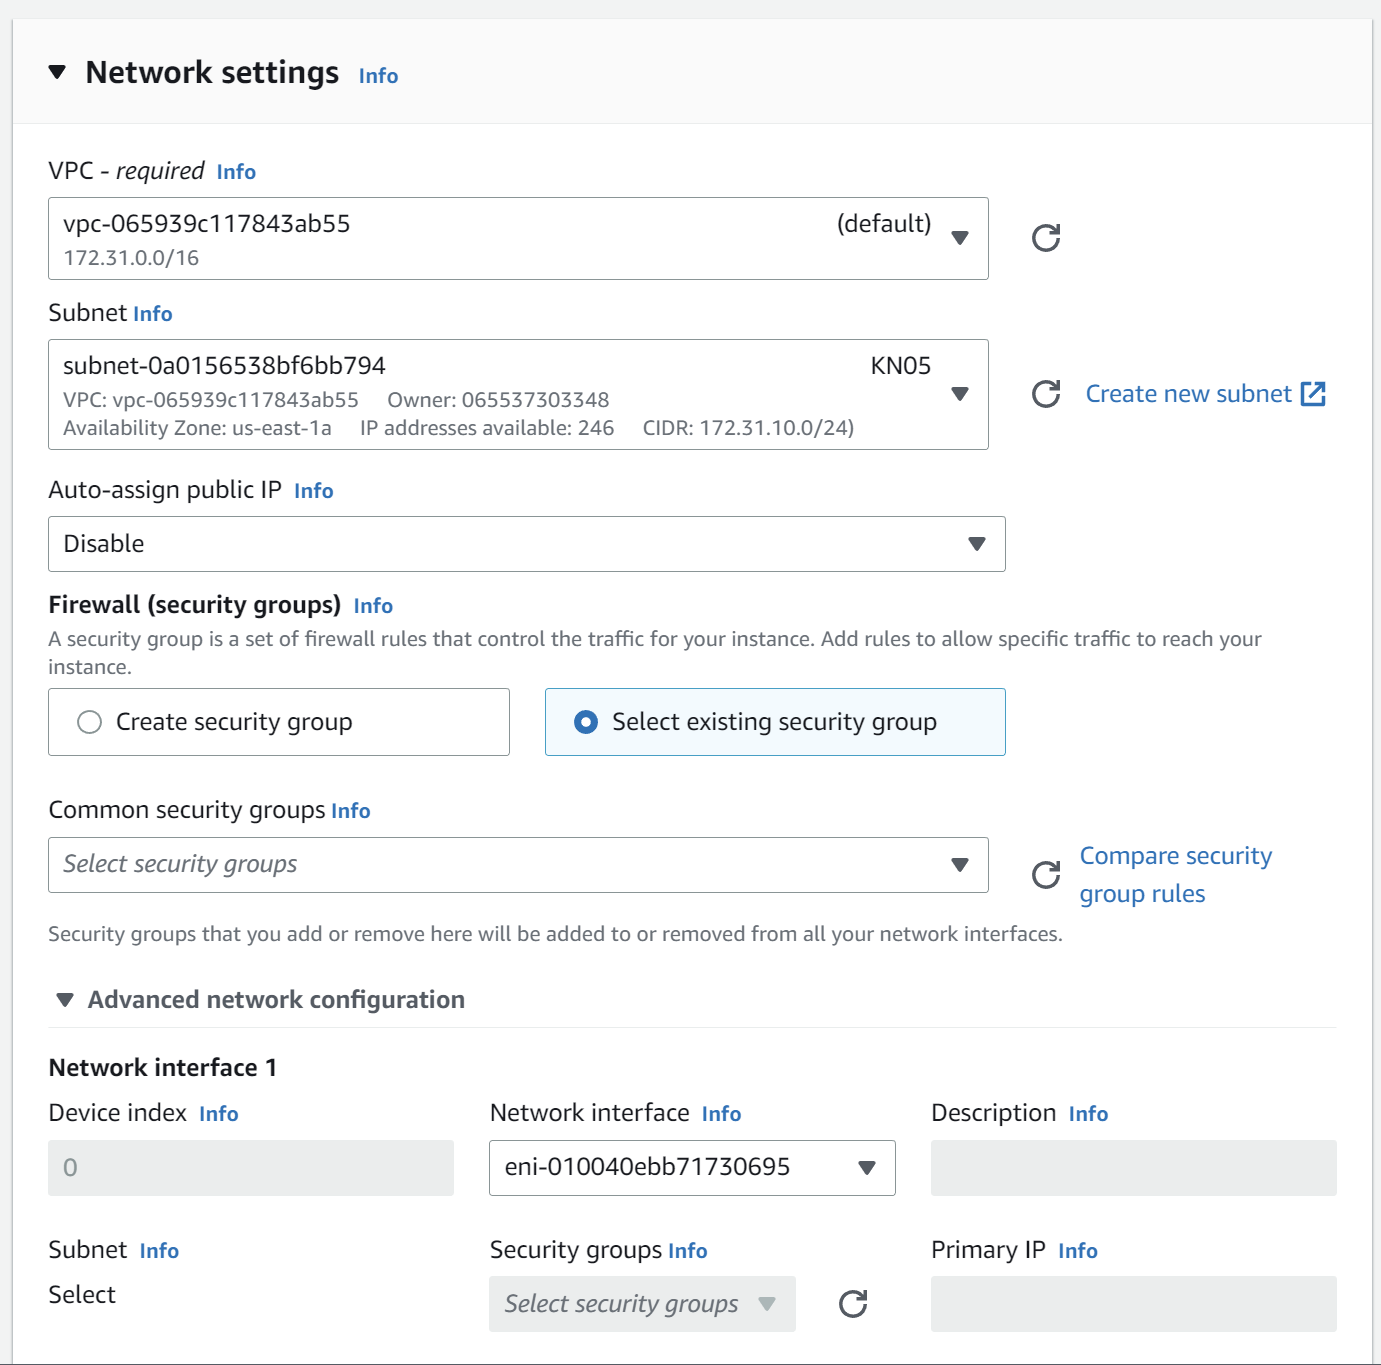 Network settings Info
VPC - required Info
vpc-065939c117843ab55 (default)
172.31.0.0/16
Subnet Info
subnet-0a0156538bf6bb794 KN05
VPC: vpc-065939c117843ab55 Owner: 065537303348
Availability Zone: us-east-1a IP addresses available: 246 CIDR: 172.31.10.0/24)
Create new subnet
Auto-assign public IP Info
Disable
Firewall (security groups) Info
A security group is a set of firewall rules that control the traffic for your instance. Add rules to allow specific traffic to reach your
instance.
Create security group Select existing security group
Common security groups Info
Select security groups
Compare security
group rules
Security groups that you add or remove here will be added to or removed from all your network interfaces.
Advanced network configuration
Network interface 1
Device index Info Network interface Info Description Info
0 eni-010040ebb71730695
Subnet Info Security groups Info Primary IP Info
Select Select security groups